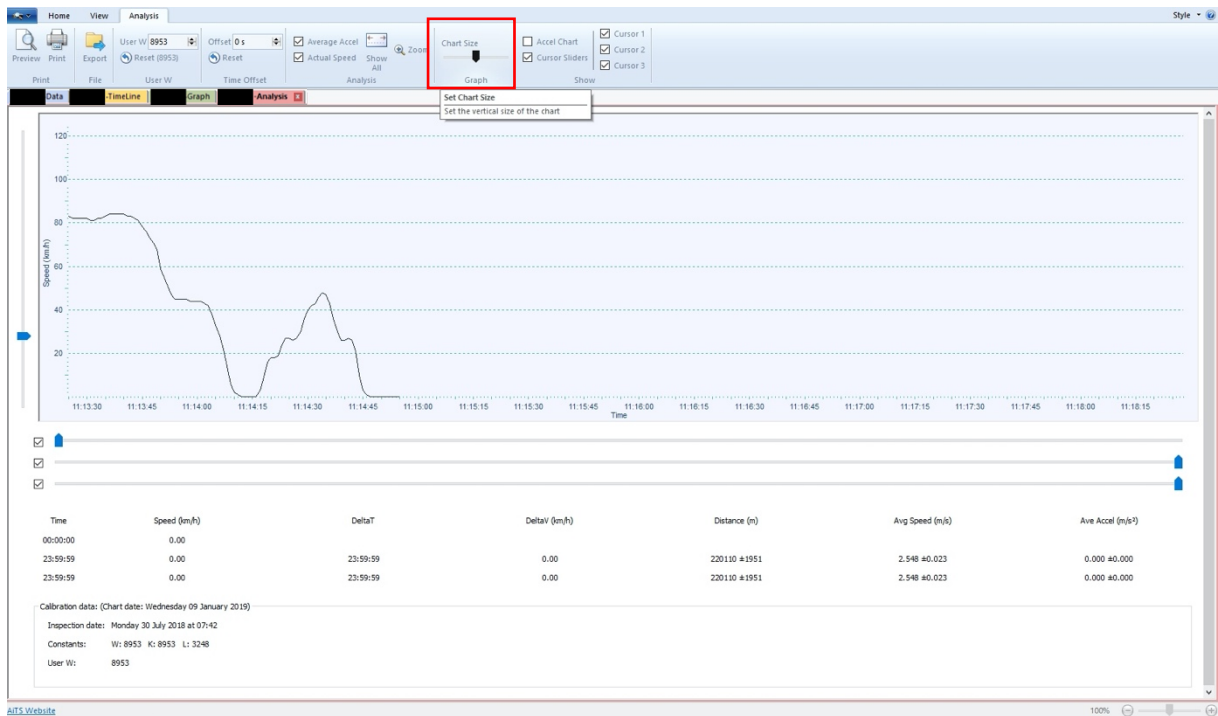 Home View Analysis Style
Preview Print Export User W 8953 Reset (8953) Offset 0 s Reset Average Accel Actual Speed Show All Zoom Chart Size Accel Chart Cursor Sliders Cursor 1 Cursor 2 Cursor 3
Print File User W Time Offset Analysis Graph Show
Data -TimeLine -Graph -Analysis
Set Chart Size
Set the vertical size of the chart
120
100
80
60
40
20
Speed (km/h)
11:13:30 11:13:45 11:14:00 11:14:15 11:14:30 11:14:45 11:15:00 11:15:15 11:15:30 11:15:45 11:16:00 11:16:15 11:16:30 11:16:45 11:17:00 11:17:15 11:17:30 11:17:45 11:18:00 11:18:15
Time
Time Speed (km/h) DeltaT DeltaV (km/h) Distance (m) Avg Speed (m/s) Ave Accel (m/s²)
00:00:00 0.00
23:59:59 0.00 23:59:59 0.00 220110 ±1951 2.548 ±0.023 0.000 ±0.000
23:59:59 0.00 23:59:59 0.00 220110 ±1951 2.548 ±0.023 0.000 ±0.000
Calibration data: (Chart date: Wednesday 09 January 2019)
Inspection date: Monday 30 July 2018 at 07:42
Constants: W: 8953 K: 8953 L: 3248
User W: 8953
AiTS Website 100%